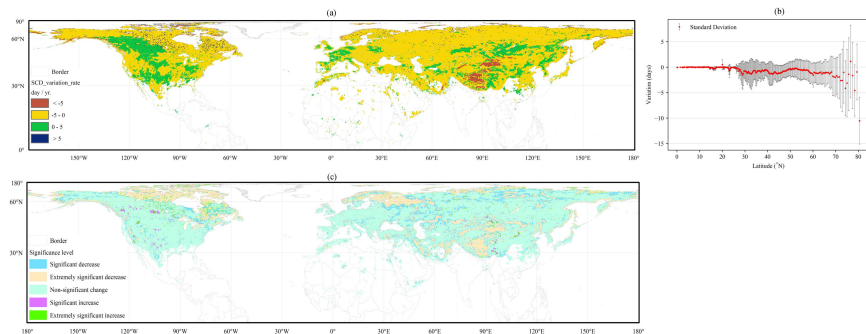 (a)
90°
60°N
30°N
0°
Border
SCD_variation_rate
day / yr.
< -5
-5 - 0
0 - 5
> 5
150°W 120°W 90°W 60°W 30°W 0° 30°E 60°E 90°E 120°E 150°E 180°
(b)
Standard Deviation
Variation (days)
5
0
-5
-10
-15
0 10 20 30 40 50 60 70 80
Latitude (°N)
(c)
180°
60°N
30°N
Border
Significance level
Significant decrease
Extremely significant decrease
Non-significant change
Significant increase
Extremely significant increase
180° 150°W 120°W 90°W 60°W 30°W 0° 30°E 60°E 90°E 120°E 150°E 180°